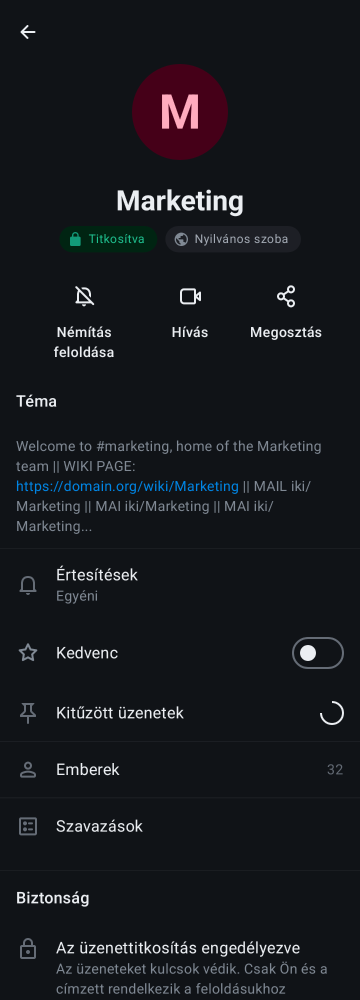 M
Marketing
Titkosítva
Nyilvános szoba
Némítás
feloldása
Hívás
Megosztás
Téma
Welcome to #marketing, home of the Marketing
team || WIKI PAGE:
https://domain.org/wiki/Marketing || MAIL iki/
Marketing || MAI iki/Marketing || MAI iki/
Marketing...
Értesítések
Egyéni
Kedvenc
Kitűzött üzenetek
Emberek
32
Szavazások
Biztonság
Az üzenettitkosítás engedélyezve
Az üzeneteket kulcsok védik. Csak Ön és a
címzett rendelkezik a feloldásukhoz